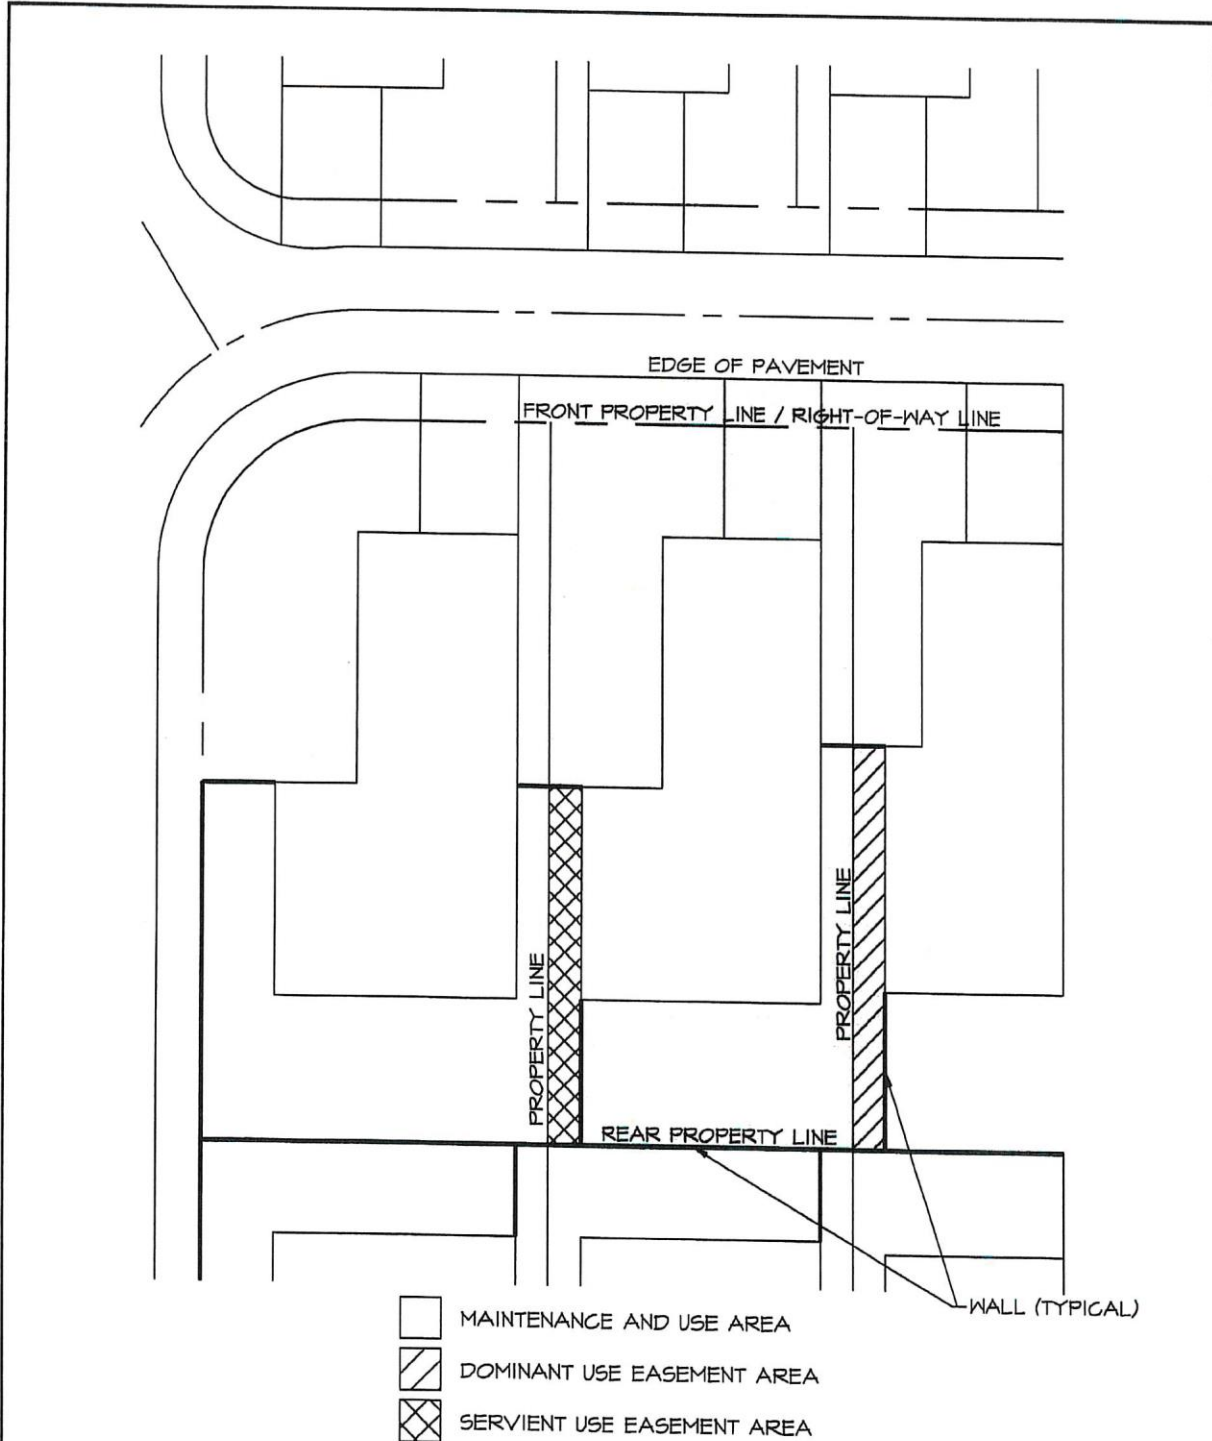 EDGE OF PAVEMENT
FRONT PROPERTY LINE / RIGHT-OF-WAY LINE
PROPERTY LINE
PROPERTY LINE
REAR PROPERTY LINE
WALL (TYPICAL)
MAINTENANCE AND USE AREA
DOMINANT USE EASEMENT AREA
SERVIENT USE EASEMENT AREA